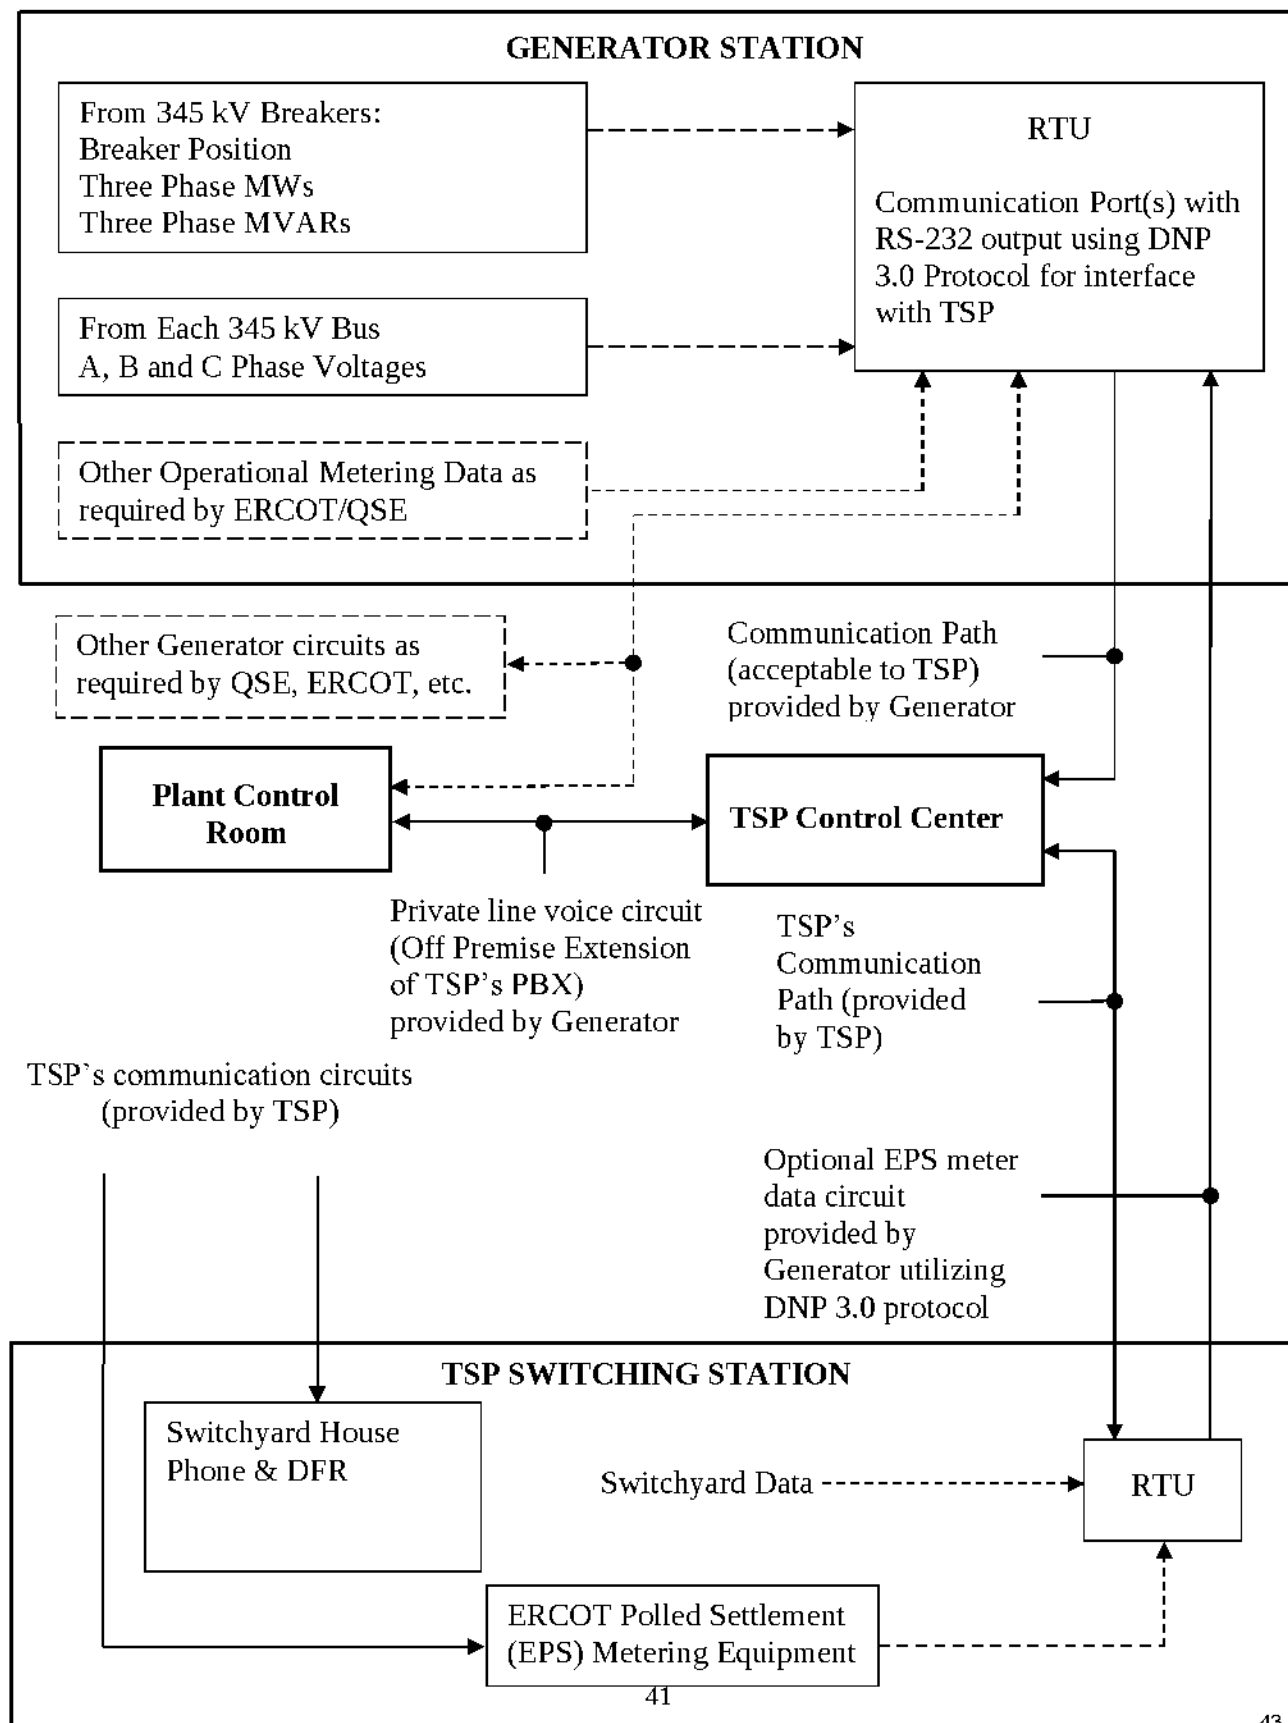 GENERATOR STATION
From 345 kV Breakers:
Breaker Position
Three Phase MWs
Three Phase MVARs
RTU
Communication Port(s) with
RS-232 output using DNP
3.0 Protocol for interface
with TSP
From Each 345 kV Bus
A, B and C Phase Voltages
Other Operational Metering Data as
required by ERCOT/QSE
Other Generator circuits as
required by QSE, ERCOT, etc.
Communication Path
(acceptable to TSP)
provided by Generator
Plant Control
Room
TSP Control Center
Private line voice circuit
(Off Premise Extension
of TSP’s PBX)
provided by Generator
TSP’s
Communication
Path (provided
by TSP)
TSP’s communication circuits
(provided by TSP)
Optional EPS meter
data circuit
provided by
Generator utilizing
DNP 3.0 protocol
TSP SWITCHING STATION
Switchyard House
Phone & DFR
Switchyard Data
RTU
ERCOT Polled Settlement
(EPS) Metering Equipment
41
43